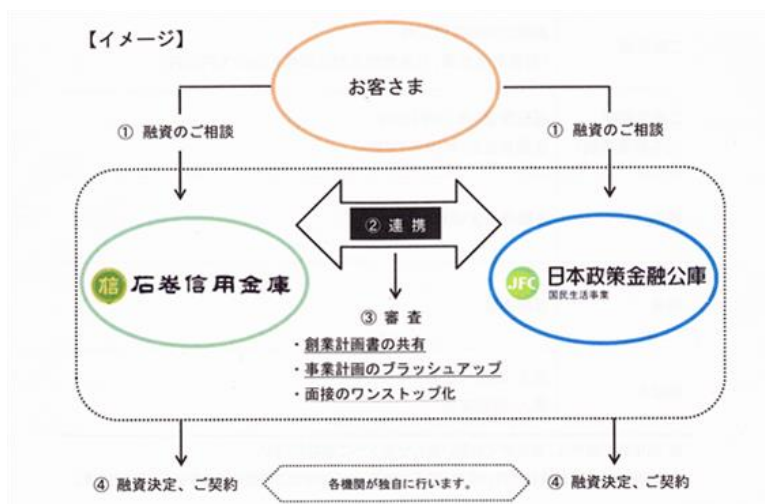 【イメージ】
お客さま
① 融資のご相談
① 融資のご相談
② 連携
信 石巻信用金庫
JFC 日本政策金融公庫
国民生活事業
③ 審査
・創業計画書の共有
・事業計画のブラッシュアップ
・面接のワンストップ化
④ 融資決定、ご契約
各機関が独自に行います。
④ 融資決定、ご契約